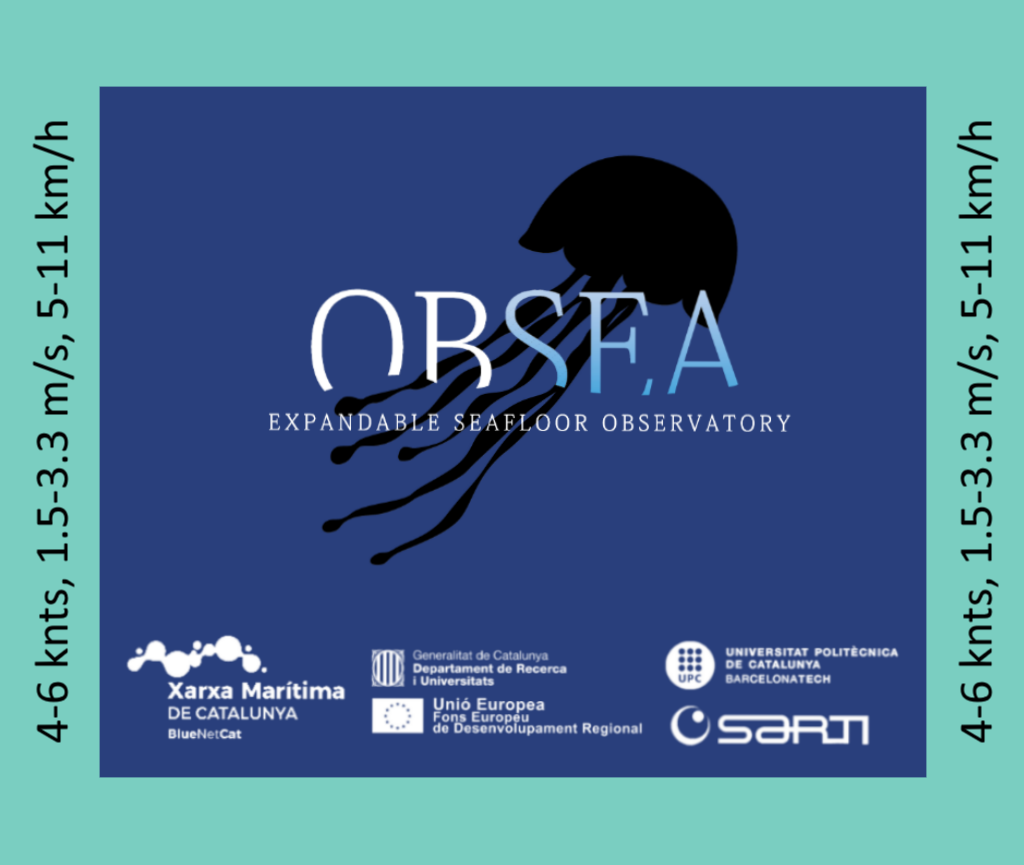 4-6 knts, 1.5-3.3 m/s, 5-11 km/h
OBSEA
EXPANDABLE SEAFLOOR OBSERVATORY
Xarxa Marítima
DE CATALUNYA
BlueNetCat
Generalitat de Catalunya
Departament de Recerca
i Universitats
Unió Europea
Fons Europeu
de Desenvolupament Regional
UPC
UNIVERSITAT POLITÈCNICA
DE CATALUNYA
BARCELONATECH
SARTI
4-6 knts, 1.5-3.3 m/s, 5-11 km/h